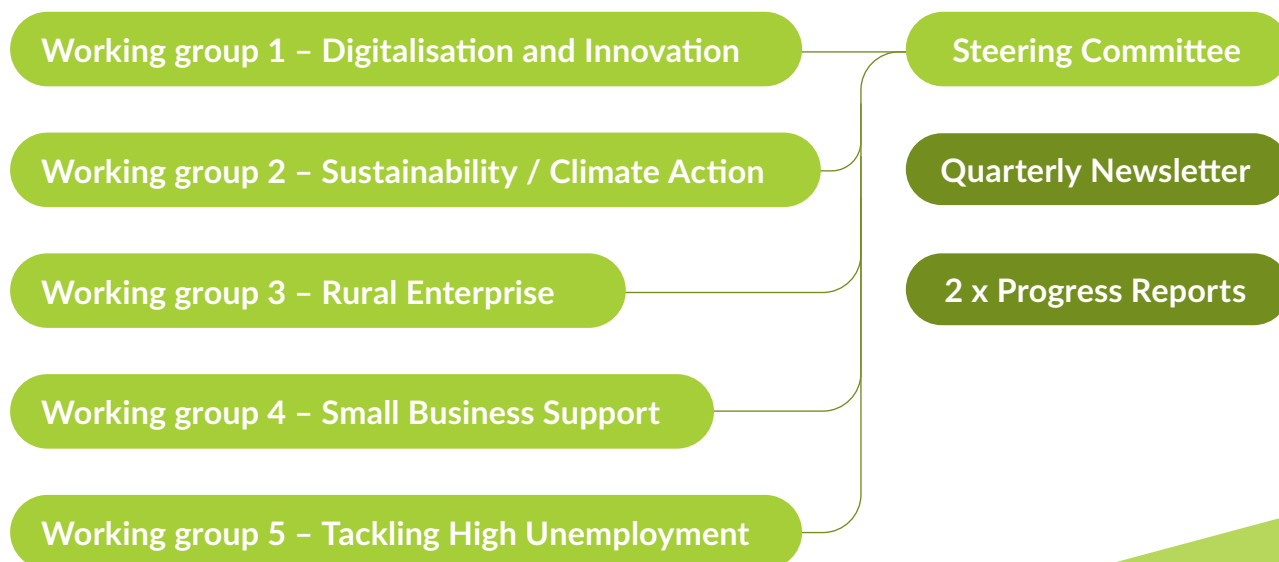 Working group 1 – Digitalisation and Innovation
Working group 2 – Sustainability / Climate Action
Working group 3 – Rural Enterprise
Working group 4 – Small Business Support
Working group 5 – Tackling High Unemployment
Steering Committee
Quarterly Newsletter
2 x Progress Reports